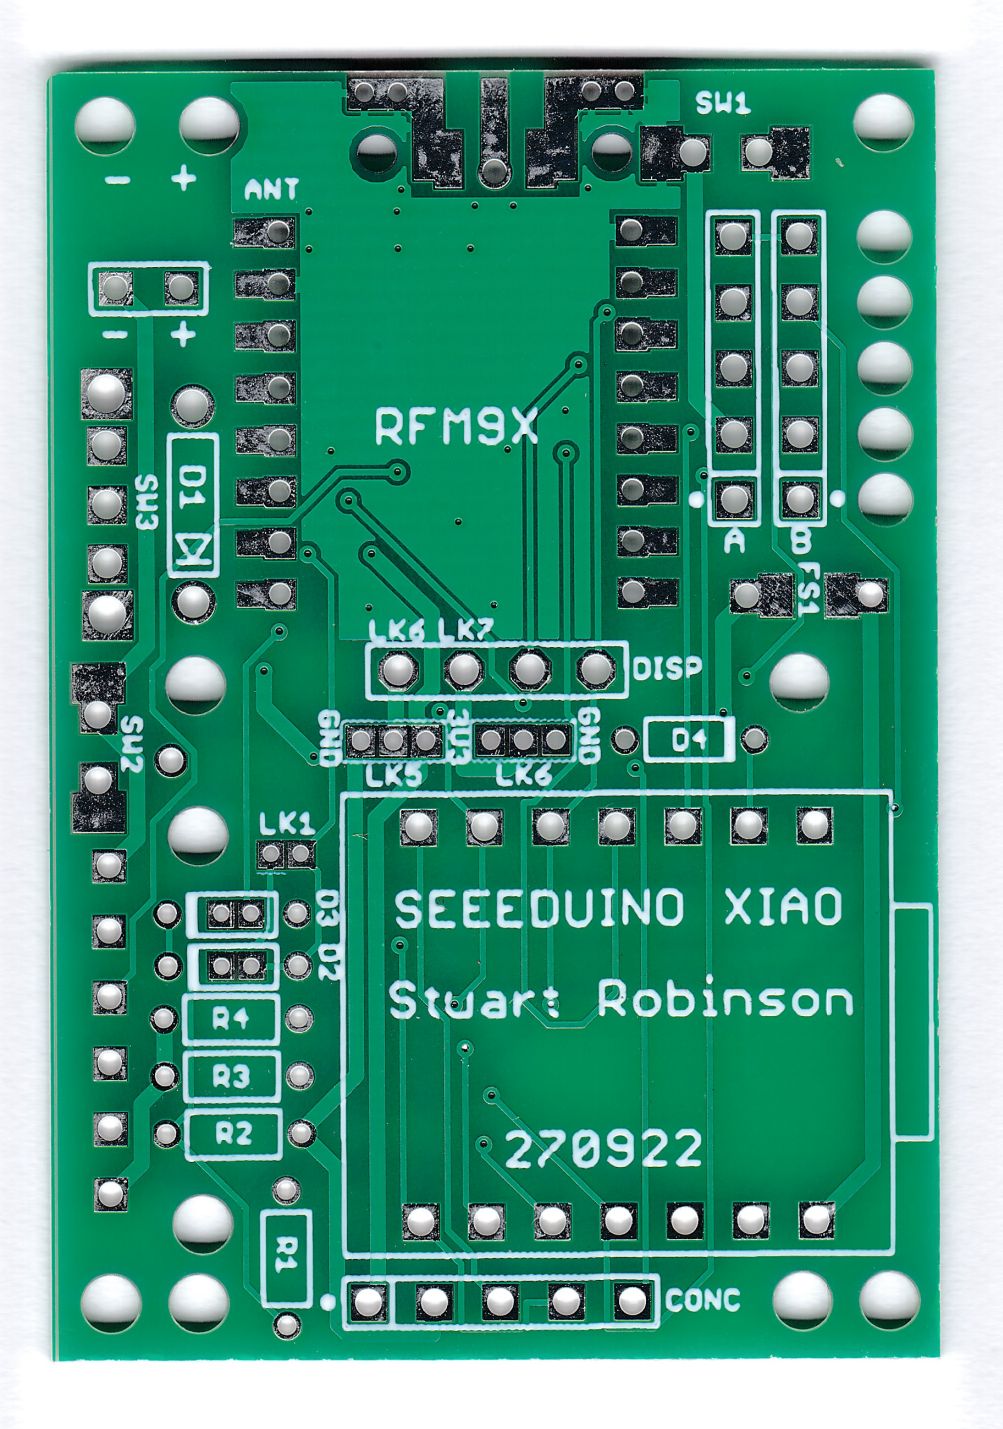 SW1
- +
ANT
- +
RFM9X
SW3
D1
A B
FS1
LK6 LK7
DISP
GND
3V3
GND
SW2
D4
LK5 LK6
LK1
D3
SEEEDUINO XIAO
D2
Stuart Robinson
R4
R3
R2
270922
R1
CONC